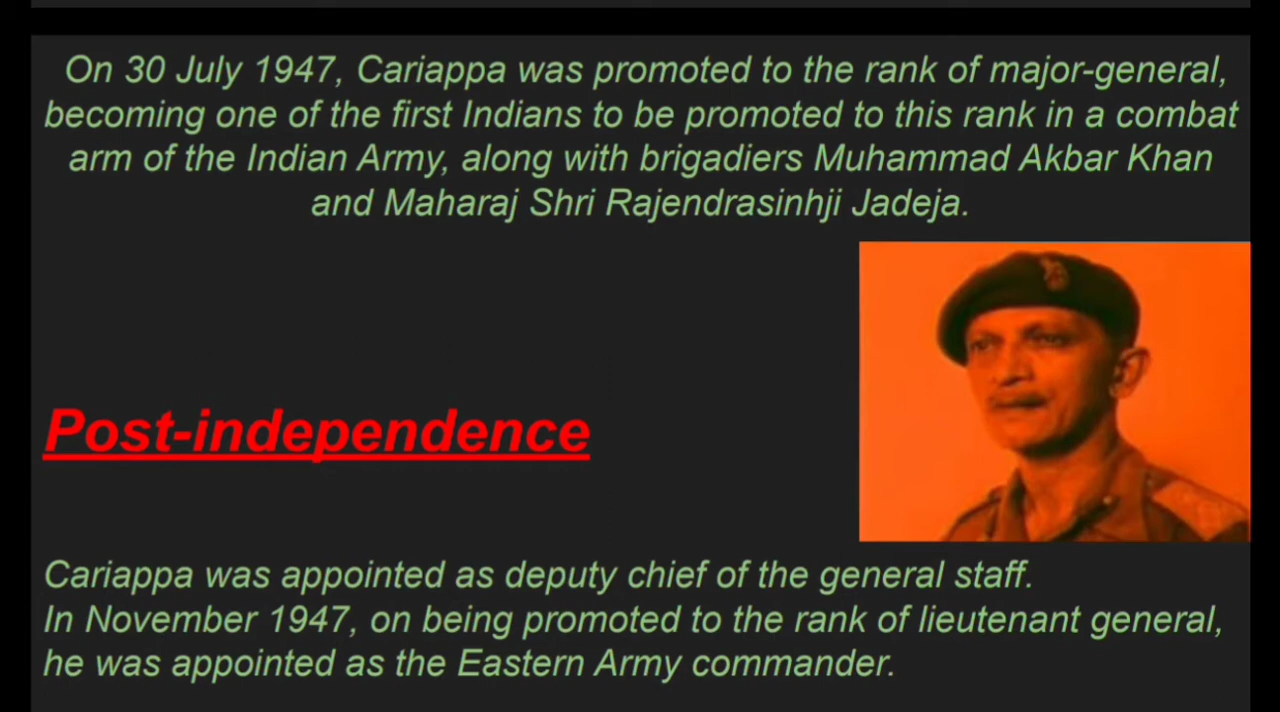 On 30 July 1947, Cariappa was promoted to the rank of major-general,
becoming one of the first Indians to be promoted to this rank in a combat
arm of the Indian Army, along with brigadiers Muhammad Akbar Khan
and Maharaj Shri Rajendrasinhji Jadeja.
Post-independence
Cariappa was appointed as deputy chief of the general staff.
In November 1947, on being promoted to the rank of lieutenant general,
he was appointed as the Eastern Army commander.